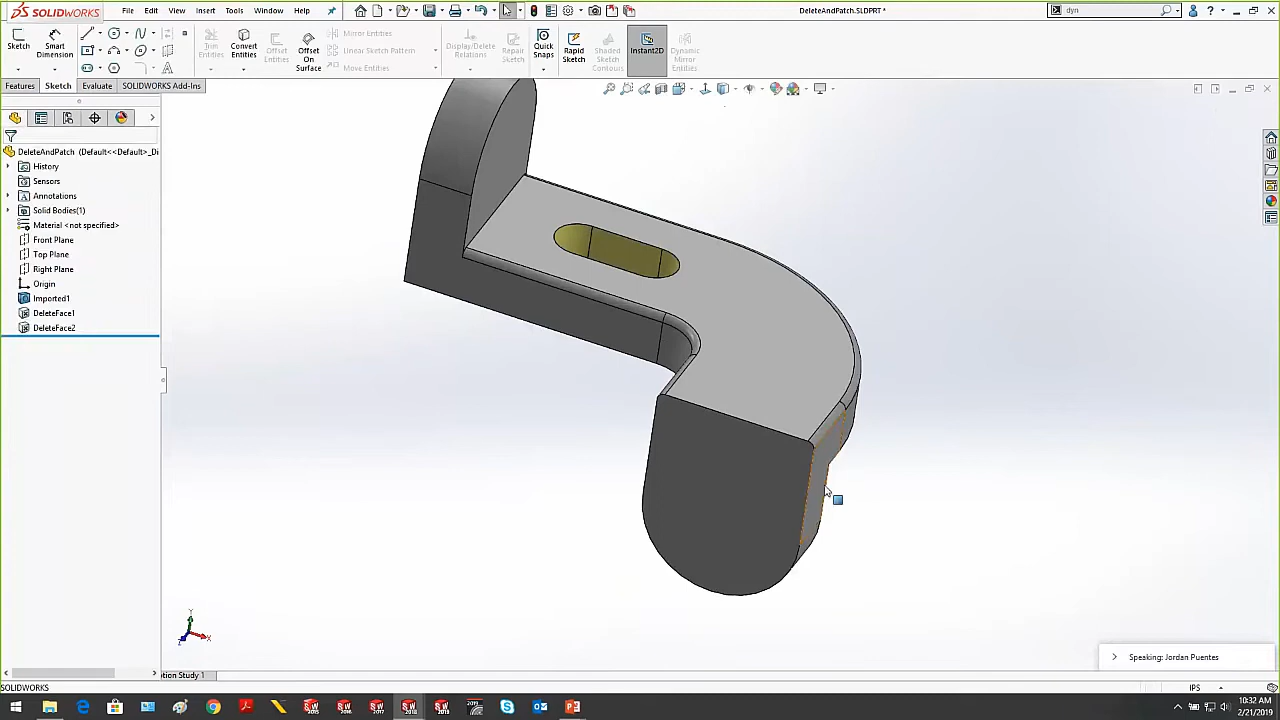 SOLIDWORKS
File Edit View Insert Tools Window Help
DeleteAndPatch.SLDPRT *
dyn
Sketch
Smart Dimension
Trim Entities
Convert Entities
Offset Entities
Offset On Surface
Mirror Entities
Linear Sketch Pattern
Move Entities
Display/Delete Relations
Repair Sketch
Quick Snaps
Rapid Sketch
Shaded Sketch Contours
Instant2D
Dynamic Mirror Entities
Features Sketch Evaluate SOLIDWORKS Add-Ins
DeleteAndPatch (Default<<Default>_Di
History
Sensors
Annotations
Solid Bodies(1)
Material <not specified>
Front Plane
Top Plane
Right Plane
Origin
Imported1
DeleteFace1
DeleteFace2
Y
X
Z
Speaking: Jordan Puentes
tion Study 1
SOLIDWORKS
IPS
10:32 AM
2/21/2019